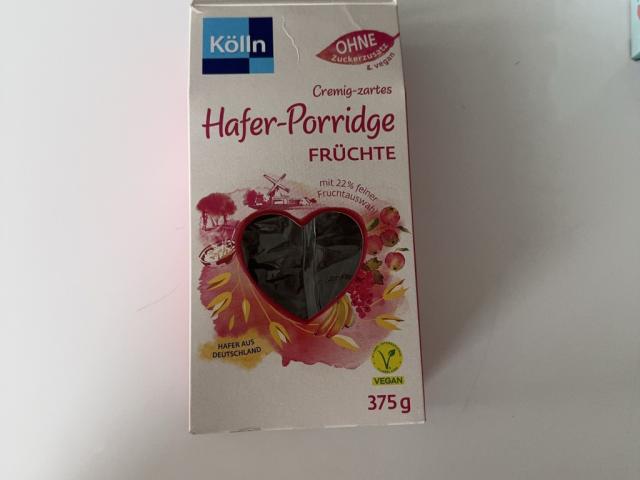 Kölln
OHNE
Zuckerzusatz
& vegan
Cremig-zartes
Hafer-Porridge
FRÜCHTE
mit 22% feiner
Fruchtauswahl
HAFER AUS
DEUTSCHLAND
VEGAN
375g